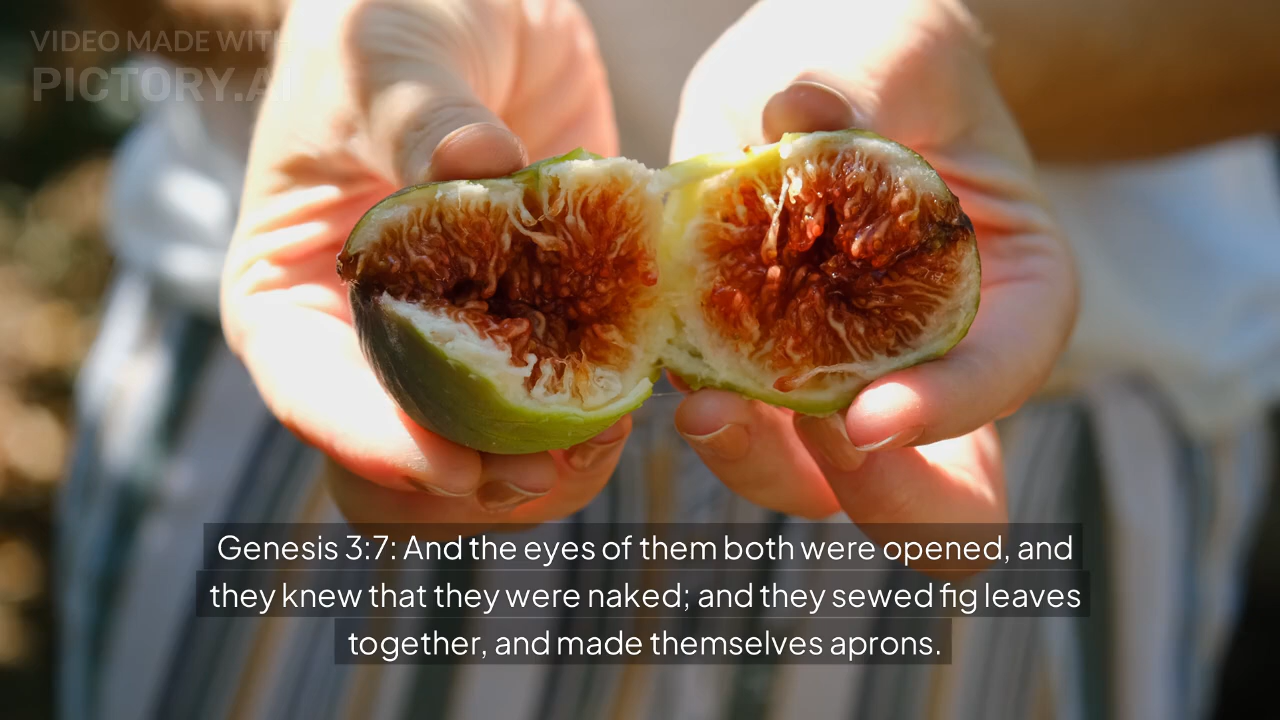 VIDEO MADE WITH
PICTORY.AI
Genesis 3:7: And the eyes of them both were opened, and
they knew that they were naked; and they sewed fig leaves
together, and made themselves aprons.